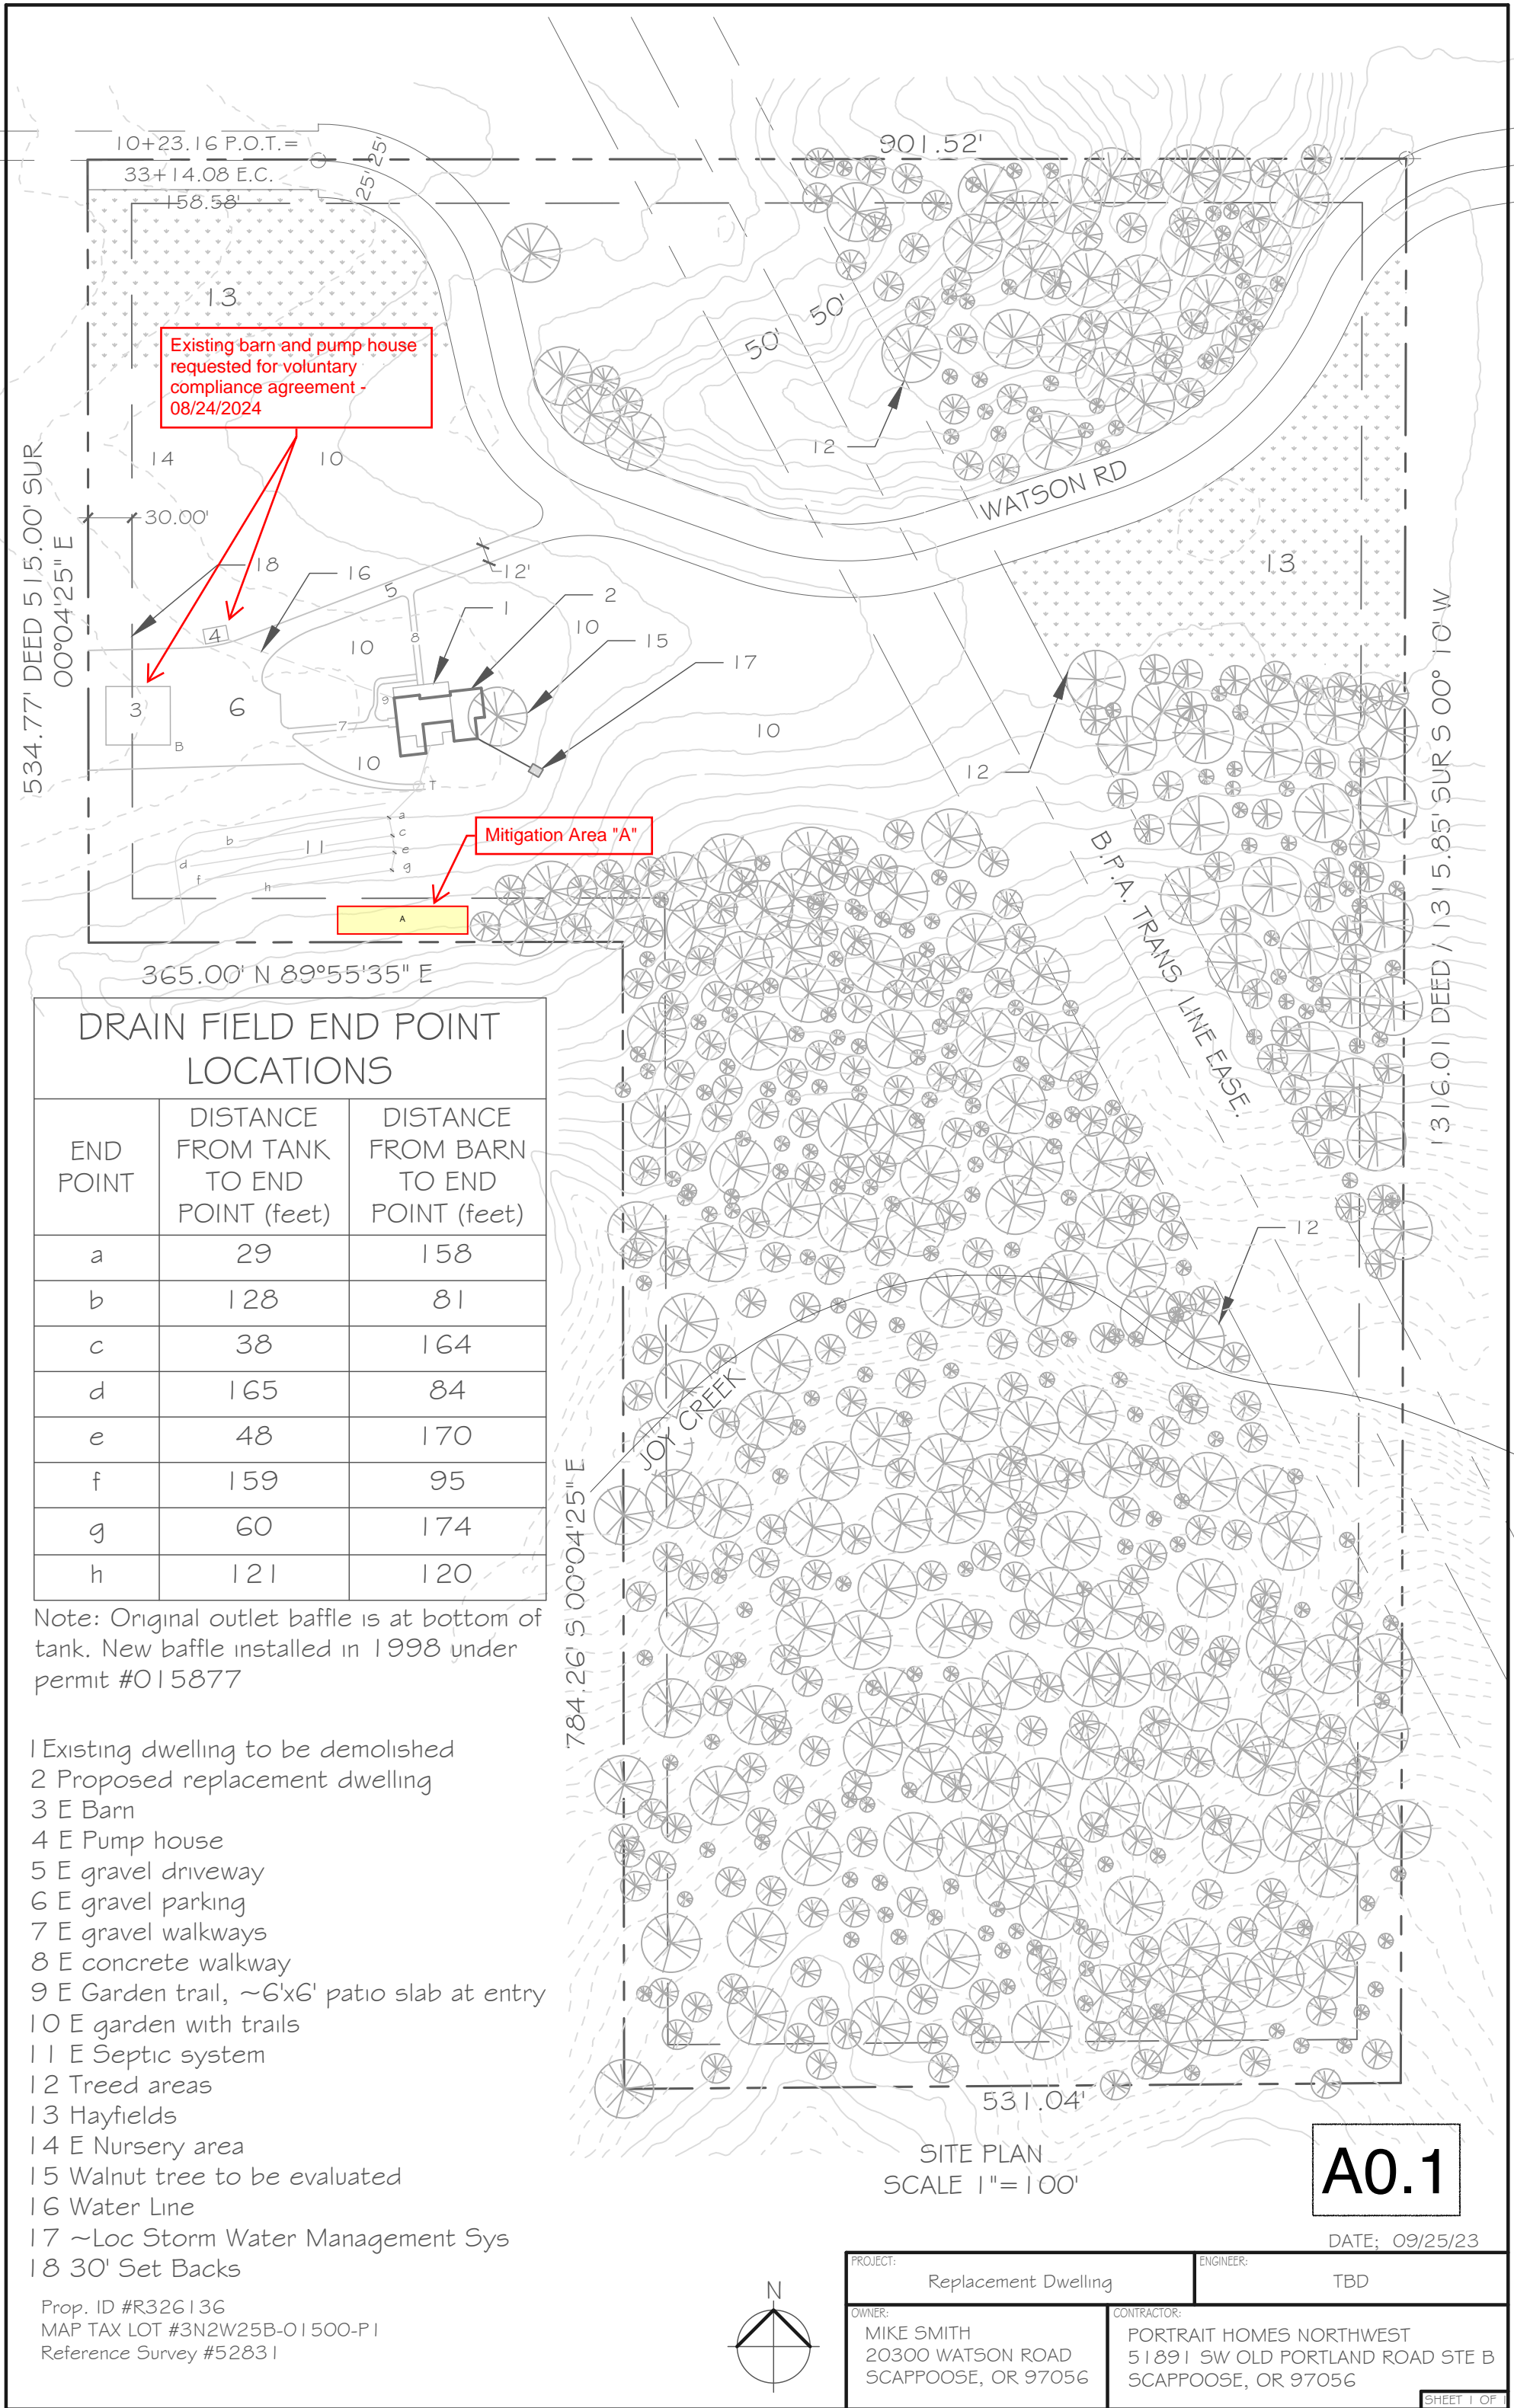 10+23.16 P.O.T.=
33+14.08 E.C.
158.58'
25' 25'
901.52'
13
Existing barn and pump house
requested for voluntary
compliance agreement -
08/24/2024
14
10
50' 50'
12
WATSON RD
13
534.77' DEED 515.00' SUR
00°04'25" E
30.00'
18
16
5
12'
1
2
10
15
17
4
8
10
3
6
9
7
B
10
10
T
12
a
b
c
11
e
d
g
f
h
Mitigation Area "A"
A
365.00' N 89°55'35" E
B.P.A. TRANS LINE EASE.
1316.01 DEED / 1315.85' SUR S 00° 10' W
DRAIN FIELD END POINT
LOCATIONS
END
POINT
DISTANCE
FROM TANK
TO END
POINT (feet)
DISTANCE
FROM BARN
TO END
POINT (feet)
a 29 158
b 128 81
c 38 164
d 165 84
e 48 170
f 159 95
g 60 174
h 121 120
12
JOY CREEK
784.26' S 00°04'25" E
Note: Original outlet baffle is at bottom of
tank. New baffle installed in 1998 under
permit #015877
1 Existing dwelling to be demolished
2 Proposed replacement dwelling
3 E Barn
4 E Pump house
5 E gravel driveway
6 E gravel parking
7 E gravel walkways
8 E concrete walkway
9 E Garden trail, ~6'x6' patio slab at entry
10 E garden with trails
11 E Septic system
12 Treed areas
13 Hayfields
14 E Nursery area
15 Walnut tree to be evaluated
16 Water Line
17 ~Loc Storm Water Management Sys
18 30' Set Backs
Prop. ID #R326136
MAP TAX LOT #3N2W25B-01500-P1
Reference Survey #52831
531.04'
SITE PLAN
SCALE 1"=100'
A0.1
DATE; 09/25/23
N
PROJECT:
Replacement Dwelling
ENGINEER:
TBD
OWNER:
MIKE SMITH
20300 WATSON ROAD
SCAPPOOSE, OR 97056
CONTRACTOR:
PORTRAIT HOMES NORTHWEST
51891 SW OLD PORTLAND ROAD STE B
SCAPPOOSE, OR 97056
SHEET 1 OF 1